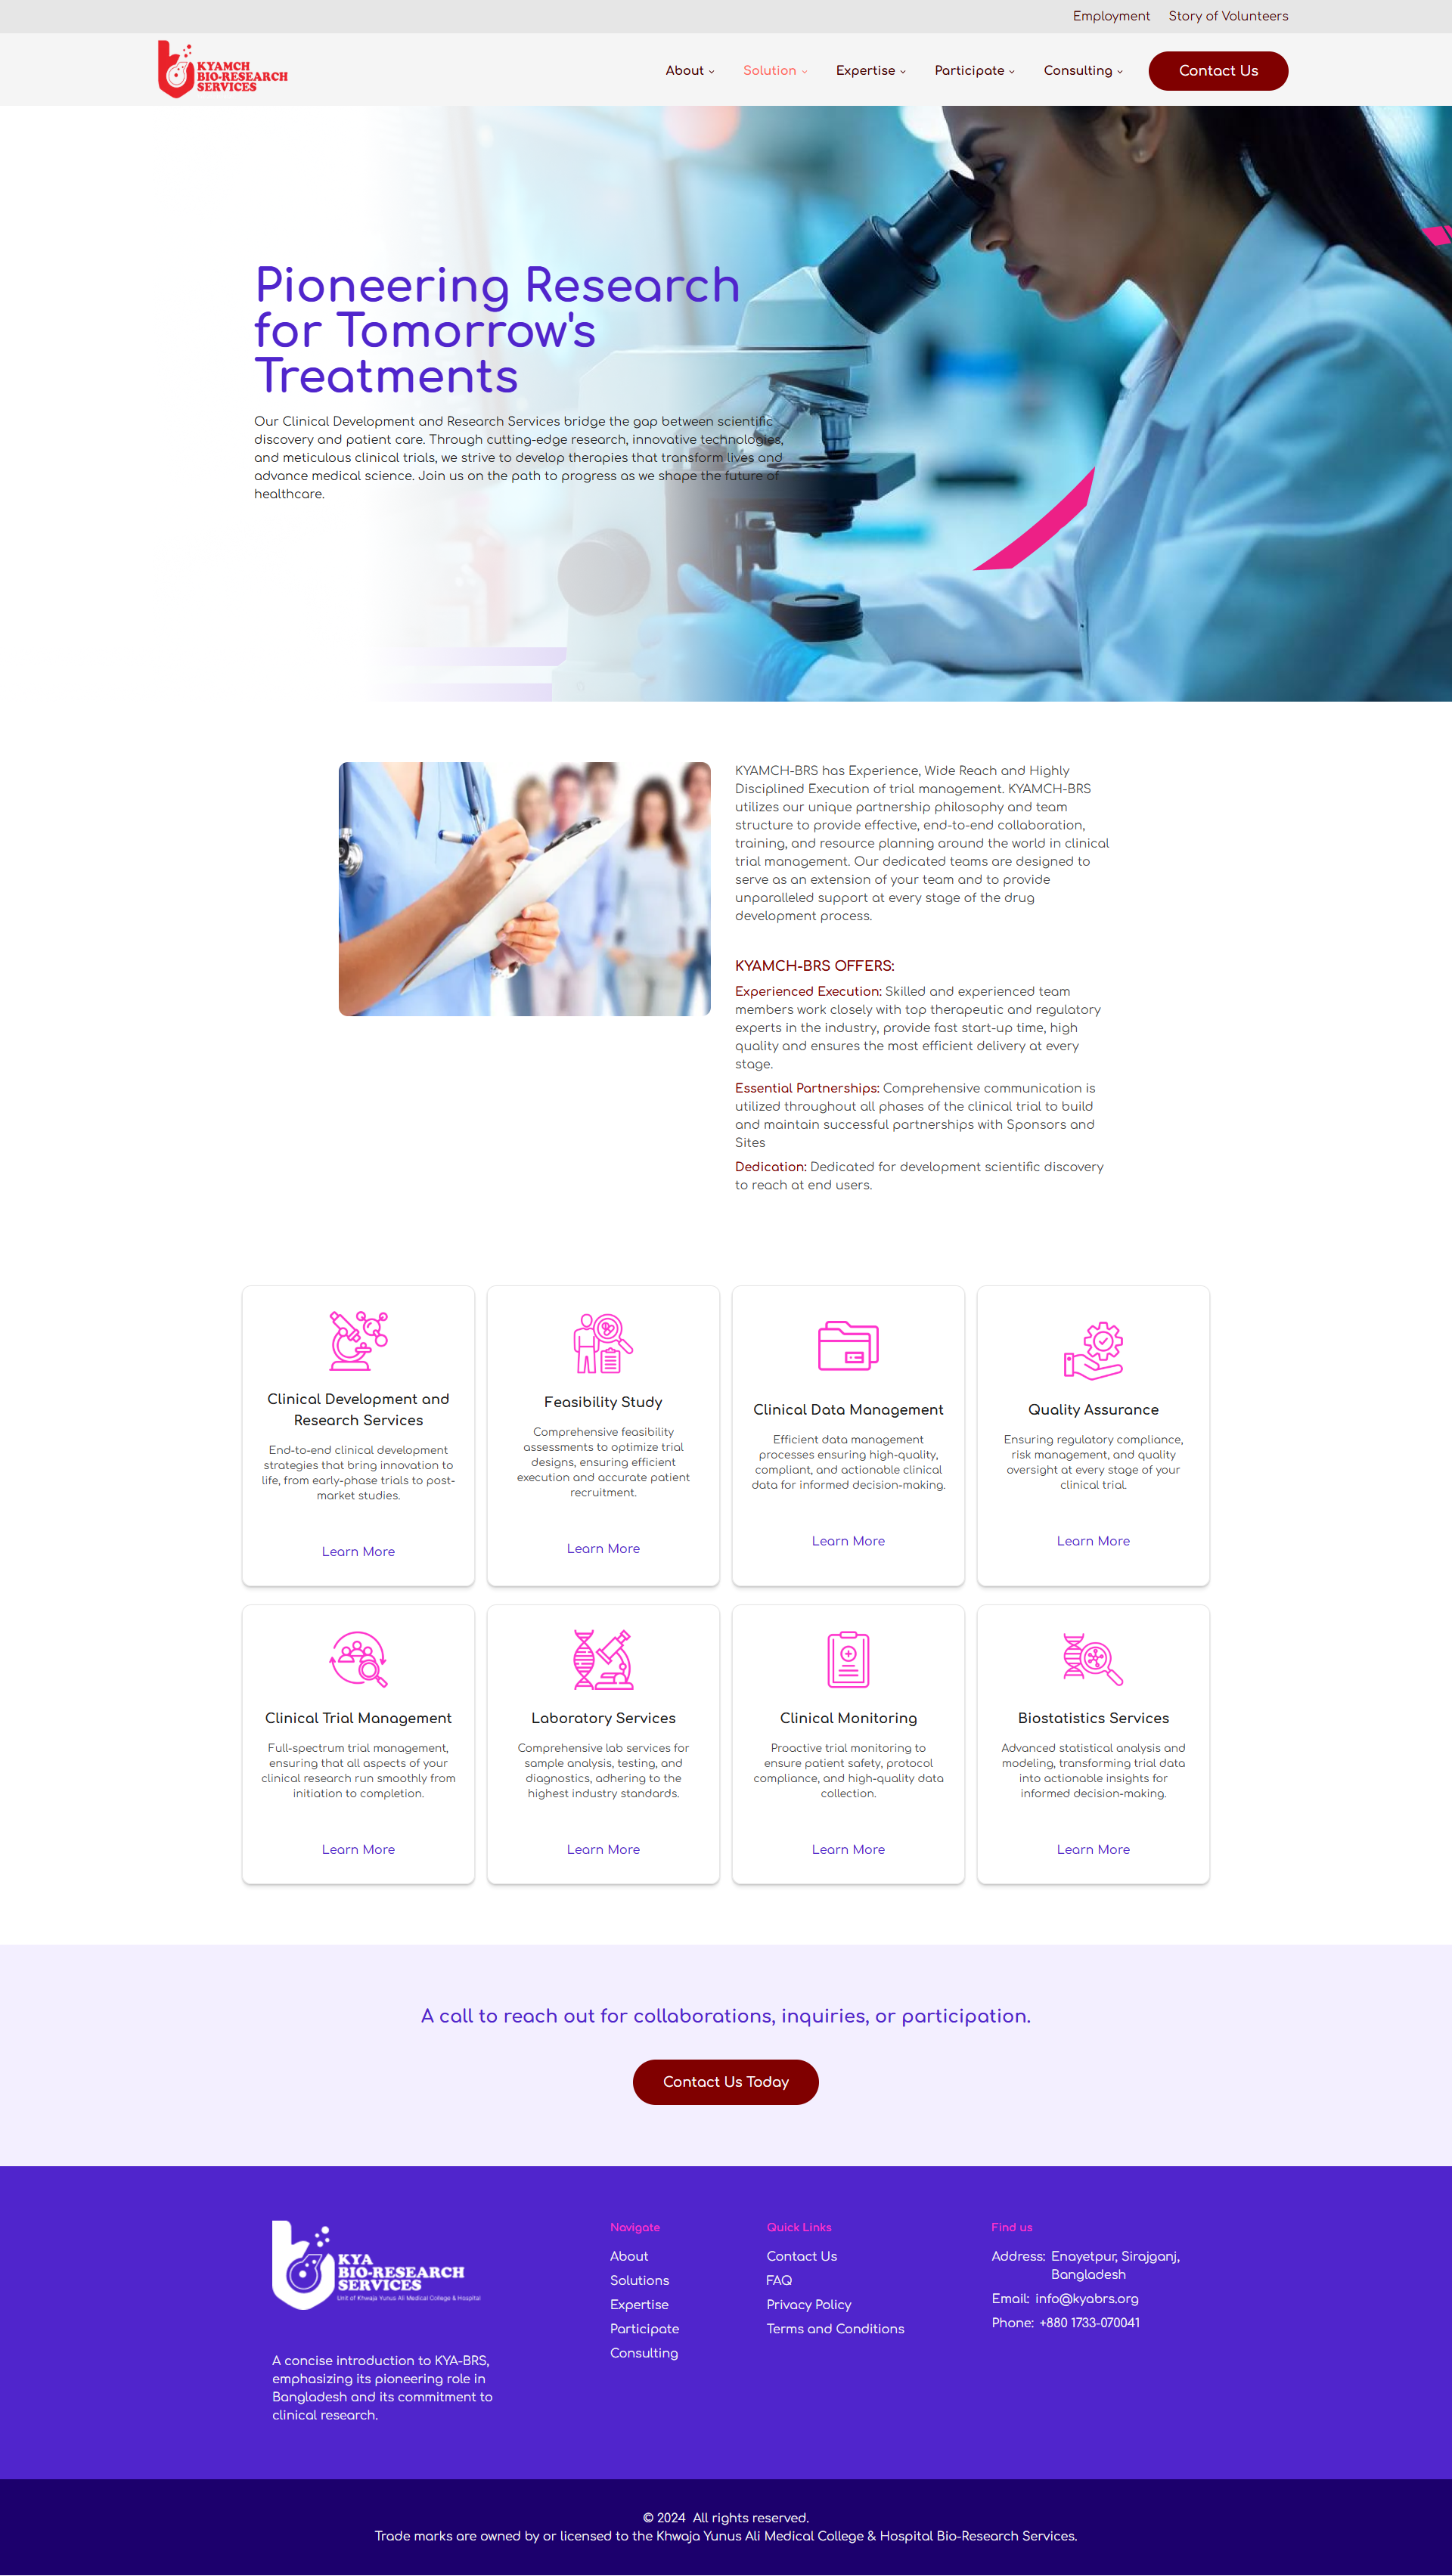 Employment Story of Volunteers
KYAMCH
BIO-RESEARCH
SERVICES
About Solution Expertise Participate Consulting Contact Us
Pioneering Research
for Tomorrow's
Treatments
Our Clinical Development and Research Services bridge the gap between scientific
discovery and patient care. Through cutting-edge research, innovative technologies,
and meticulous clinical trials, we strive to develop therapies that transform lives and
advance medical science. Join us on the path to progress as we shape the future of
healthcare.
KYAMCH-BRS has Experience, Wide Reach and Highly
Disciplined Execution of trial management. KYAMCH-BRS
utilizes our unique partnership philosophy and team
structure to provide effective, end-to-end collaboration,
training, and resource planning around the world in clinical
trial management. Our dedicated teams are designed to
serve as an extension of your team and to provide
unparalleled support at every stage of the drug
development process.
KYAMCH-BRS OFFERS:
Experienced Execution: Skilled and experienced team
members work closely with top therapeutic and regulatory
experts in the industry, provide fast start-up time, high
quality and ensures the most efficient delivery at every
stage.
Essential Partnerships: Comprehensive communication is
utilized throughout all phases of the clinical trial to build
and maintain successful partnerships with Sponsors and
Sites
Dedication: Dedicated for development scientific discovery
to reach at end users.
Clinical Development and
Research Services
End-to-end clinical development
strategies that bring innovation to
life, from early-phase trials to post-
market studies.
Learn More
Feasibility Study
Comprehensive feasibility
assessments to optimize trial
designs, ensuring efficient
execution and accurate patient
recruitment.
Learn More
Clinical Data Management
Efficient data management
processes ensuring high-quality,
compliant, and actionable clinical
data for informed decision-making.
Learn More
Quality Assurance
Ensuring regulatory compliance,
risk management, and quality
oversight at every stage of your
clinical trial.
Learn More
Clinical Trial Management
Full-spectrum trial management,
ensuring that all aspects of your
clinical research run smoothly from
initiation to completion.
Learn More
Laboratory Services
Comprehensive lab services for
sample analysis, testing, and
diagnostics, adhering to the
highest industry standards.
Learn More
Clinical Monitoring
Proactive trial monitoring to
ensure patient safety, protocol
compliance, and high-quality data
collection.
Learn More
Biostatistics Services
Advanced statistical analysis and
modeling, transforming trial data
into actionable insights for
informed decision-making.
Learn More
A call to reach out for collaborations, inquiries, or participation.
Contact Us Today
KYA
BIO-RESEARCH
SERVICES
Unit of Khwaja Yunus Ali Medical College & Hospital
A concise introduction to KYA-BRS,
emphasizing its pioneering role in
Bangladesh and its commitment to
clinical research.
Navigate
About
Solutions
Expertise
Participate
Consulting
Quick Links
Contact Us
FAQ
Privacy Policy
Terms and Conditions
Find us
Address: Enayetpur, Sirajganj,
Bangladesh
Email: info@kyabrs.org
Phone: +880 1733-070041
© 2024 All rights reserved.
Trade marks are owned by or licensed to the Khwaja Yunus Ali Medical College & Hospital Bio-Research Services.